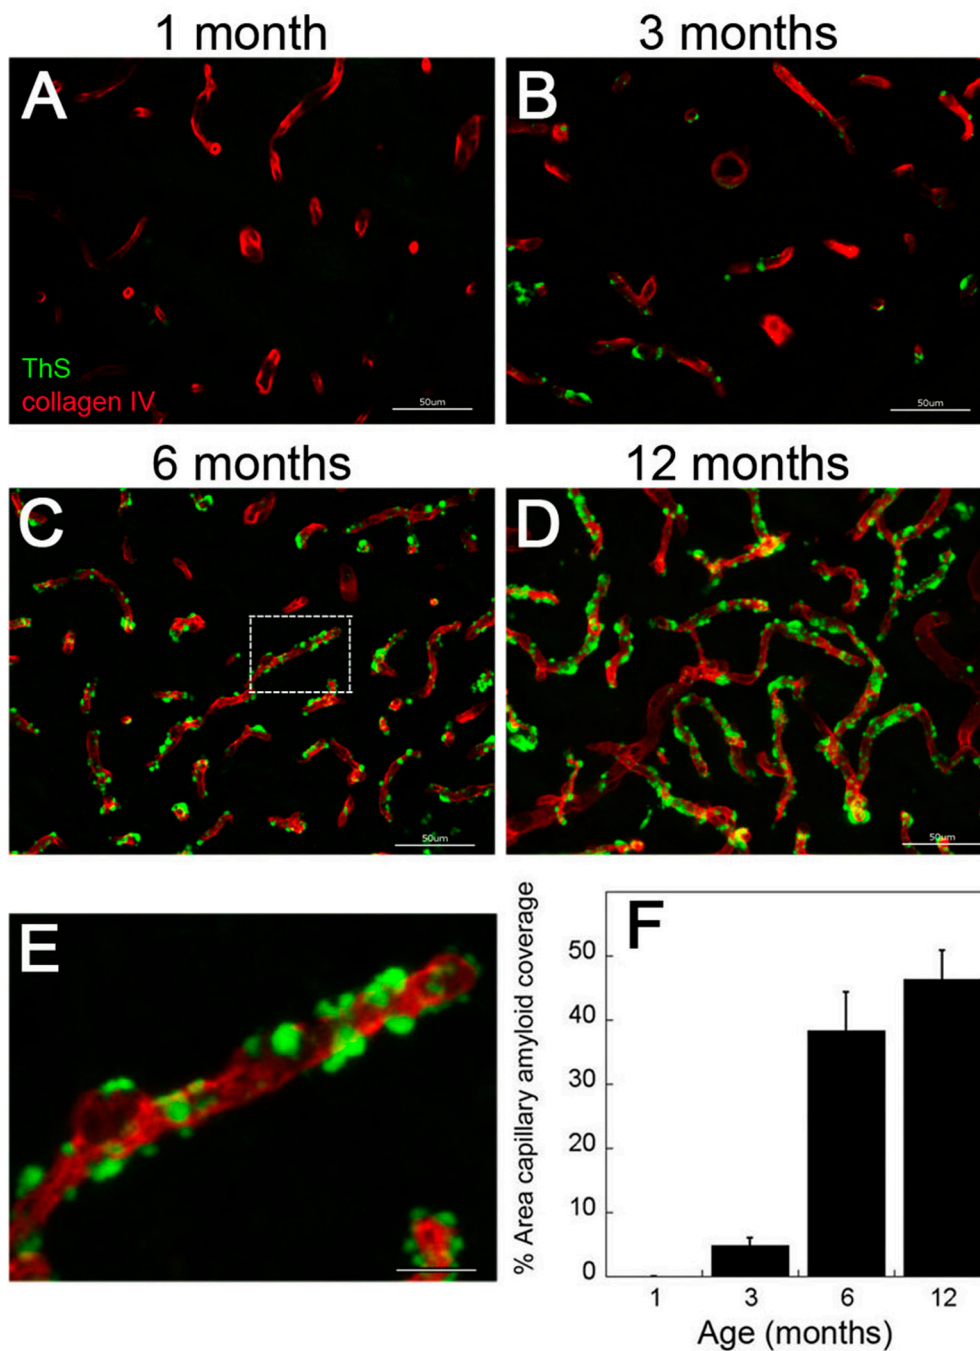 1 month
3 months
A
B
ThS
collagen IV
50um
50um
6 months
12 months
C
D
50um
50um
E
F
% Area capillary amyloid coverage
50
40
30
20
10
0
1
3
6
12
Age (months)